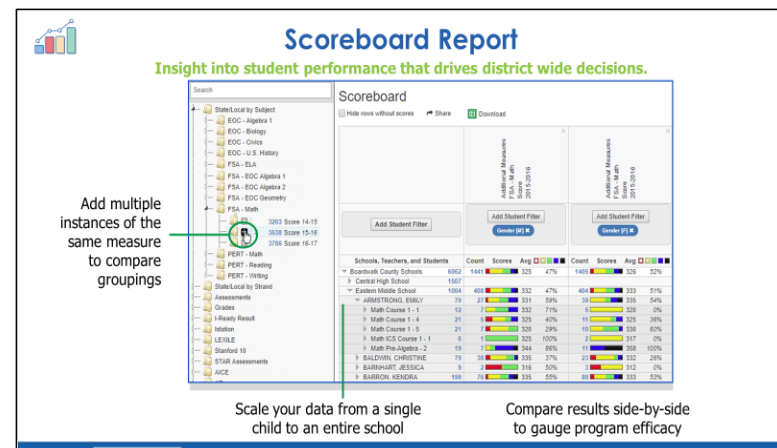 Scoreboard Report
Insight into student performance that drives district wide decisions.
Search
State/Local by Subject
EOC - Algebra 1
EOC - Biology
EOC - Civics
EOC - U.S. History
FSA - ELA
FSA - EOC Algebra 1
FSA - EOC Algebra 2
FSA - EOC Geometry
FSA - Math
3203 Score 14-15
3538 Score 15-16
3786 Score 16-17
PERT - Math
PERT - Reading
PERT - Writing
State/Local by Strand
Assessments
Grades
I-Ready Result
Istation
LEXILE
Stanford 10
STAR Assessments
AICE
Add multiple
instances of the
same measure
to compare
groupings
Scoreboard
Hide rows without scores Share Download
Additional Measures
FSA - Math
Score
2015-2016
Additional Measures
FSA - Math
Score
2015-2016
Add Student Filter
Add Student Filter
Gender [M] ×
Add Student Filter
Gender [F] ×
Schools, Teachers, and Students Count Scores Avg Count Scores Avg
Boardwalk County Schools 6062 1441 325 47% 1405 326 52%
Central High School 1507
Eastern Middle School 1004 408 332 47% 404 333 51%
ARMSTRONG, EMILY 79 37 331 59% 39 335 54%
Math Course 1 - 1 12 7 332 71% 5 320 0%
Math Course 1 - 4 21 5 325 40% 11 325 36%
Math Course 1 - 5 21 7 320 29% 10 330 60%
Math ICS Course 1 - 1 6 1 325 100% 2 317 0%
Math Pre-Algebra - 2 19 7 344 86% 11 358 100%
BALDWIN, CHRISTINE 79 38 335 37% 23 332 26%
BARNHART, JESSICA 9 2 316 50% 3 312 0%
BARRON, KENDRA 199 76 335 55% 80 333 53%
Scale your data from a single
child to an entire school
Compare results side-by-side
to gauge program efficacy